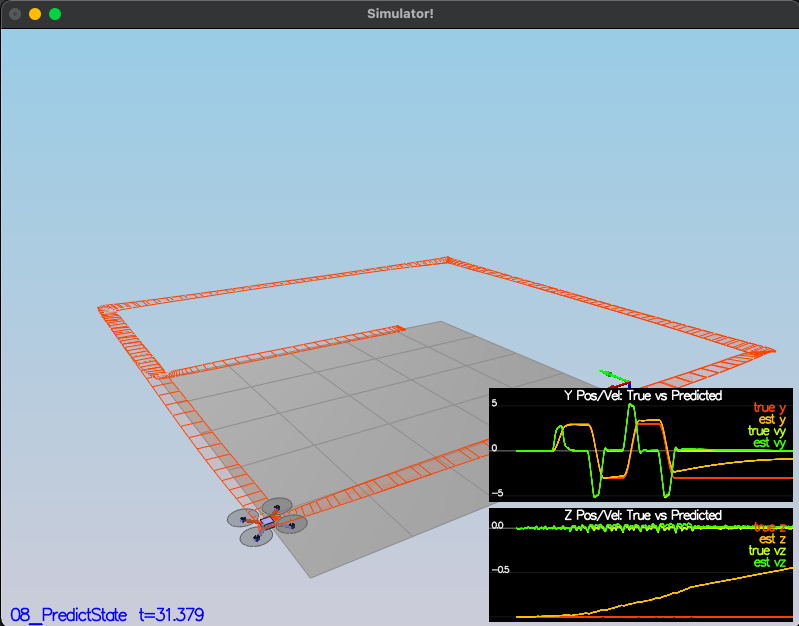 Simulator!
Y Pos/Vel: True vs Predicted
5
true y
est y
true vy
est vy
0
−5
Z Pos/Vel: True vs Predicted
0.0
true z
est z
true vz
est vz
−0.5
08_PredictState t=31.379